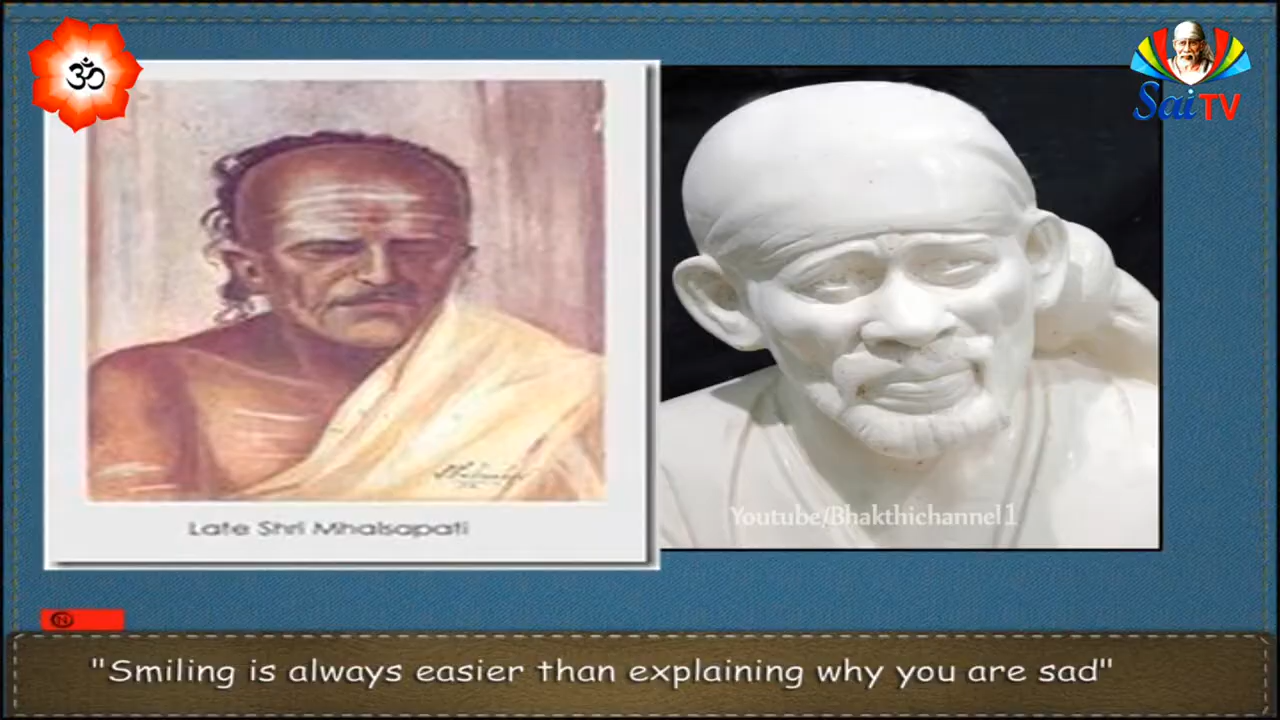 ॐ
Sai TV
Late Shri Mhalsapati
Youtube/Bhakthichannel1
N
"Smiling is always easier than explaining why you are sad"